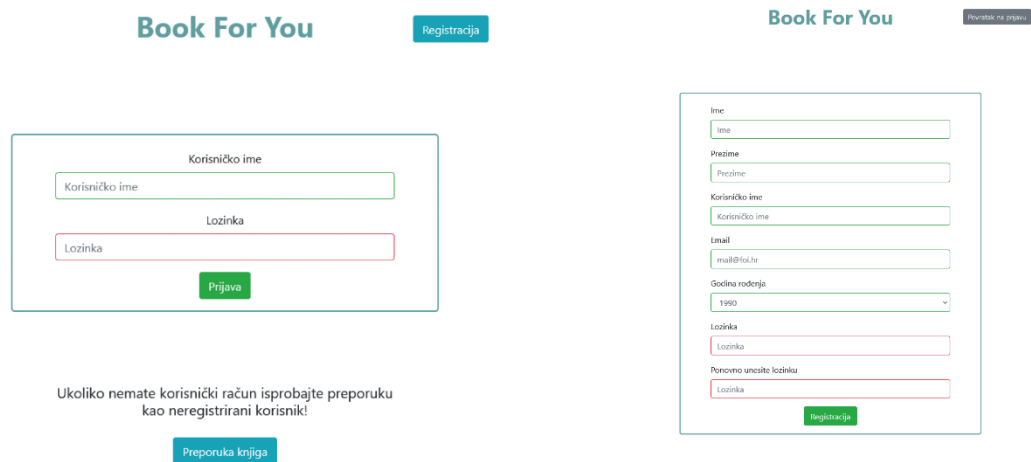 Book For You
Registracija
Korisničko ime
Korisničko ime
Lozinka
Lozinka
Prijava
Ukoliko nemate korisnički račun isprobajte preporuku
kao neregistrirani korisnik!
Preporuka knjiga
Book For You
Povratak na prijavu
Ime
Ime
Prezime
Prezime
Korisničko ime
Korisničko ime
Email
mail@foi.hr
Godina rođenja
1990
Lozinka
Lozinka
Ponovno unesite lozinku
Lozinka
Registracija